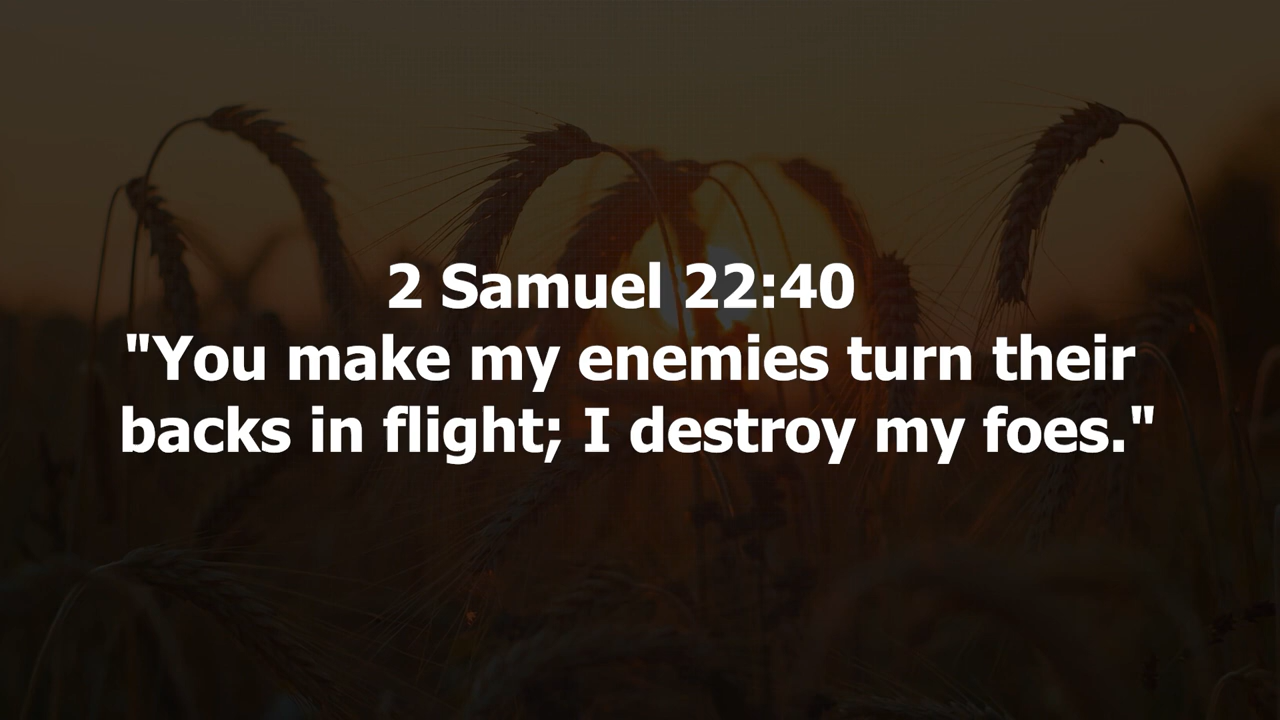 2 Samuel 22:40
"You make my enemies turn their
backs in flight; I destroy my foes."